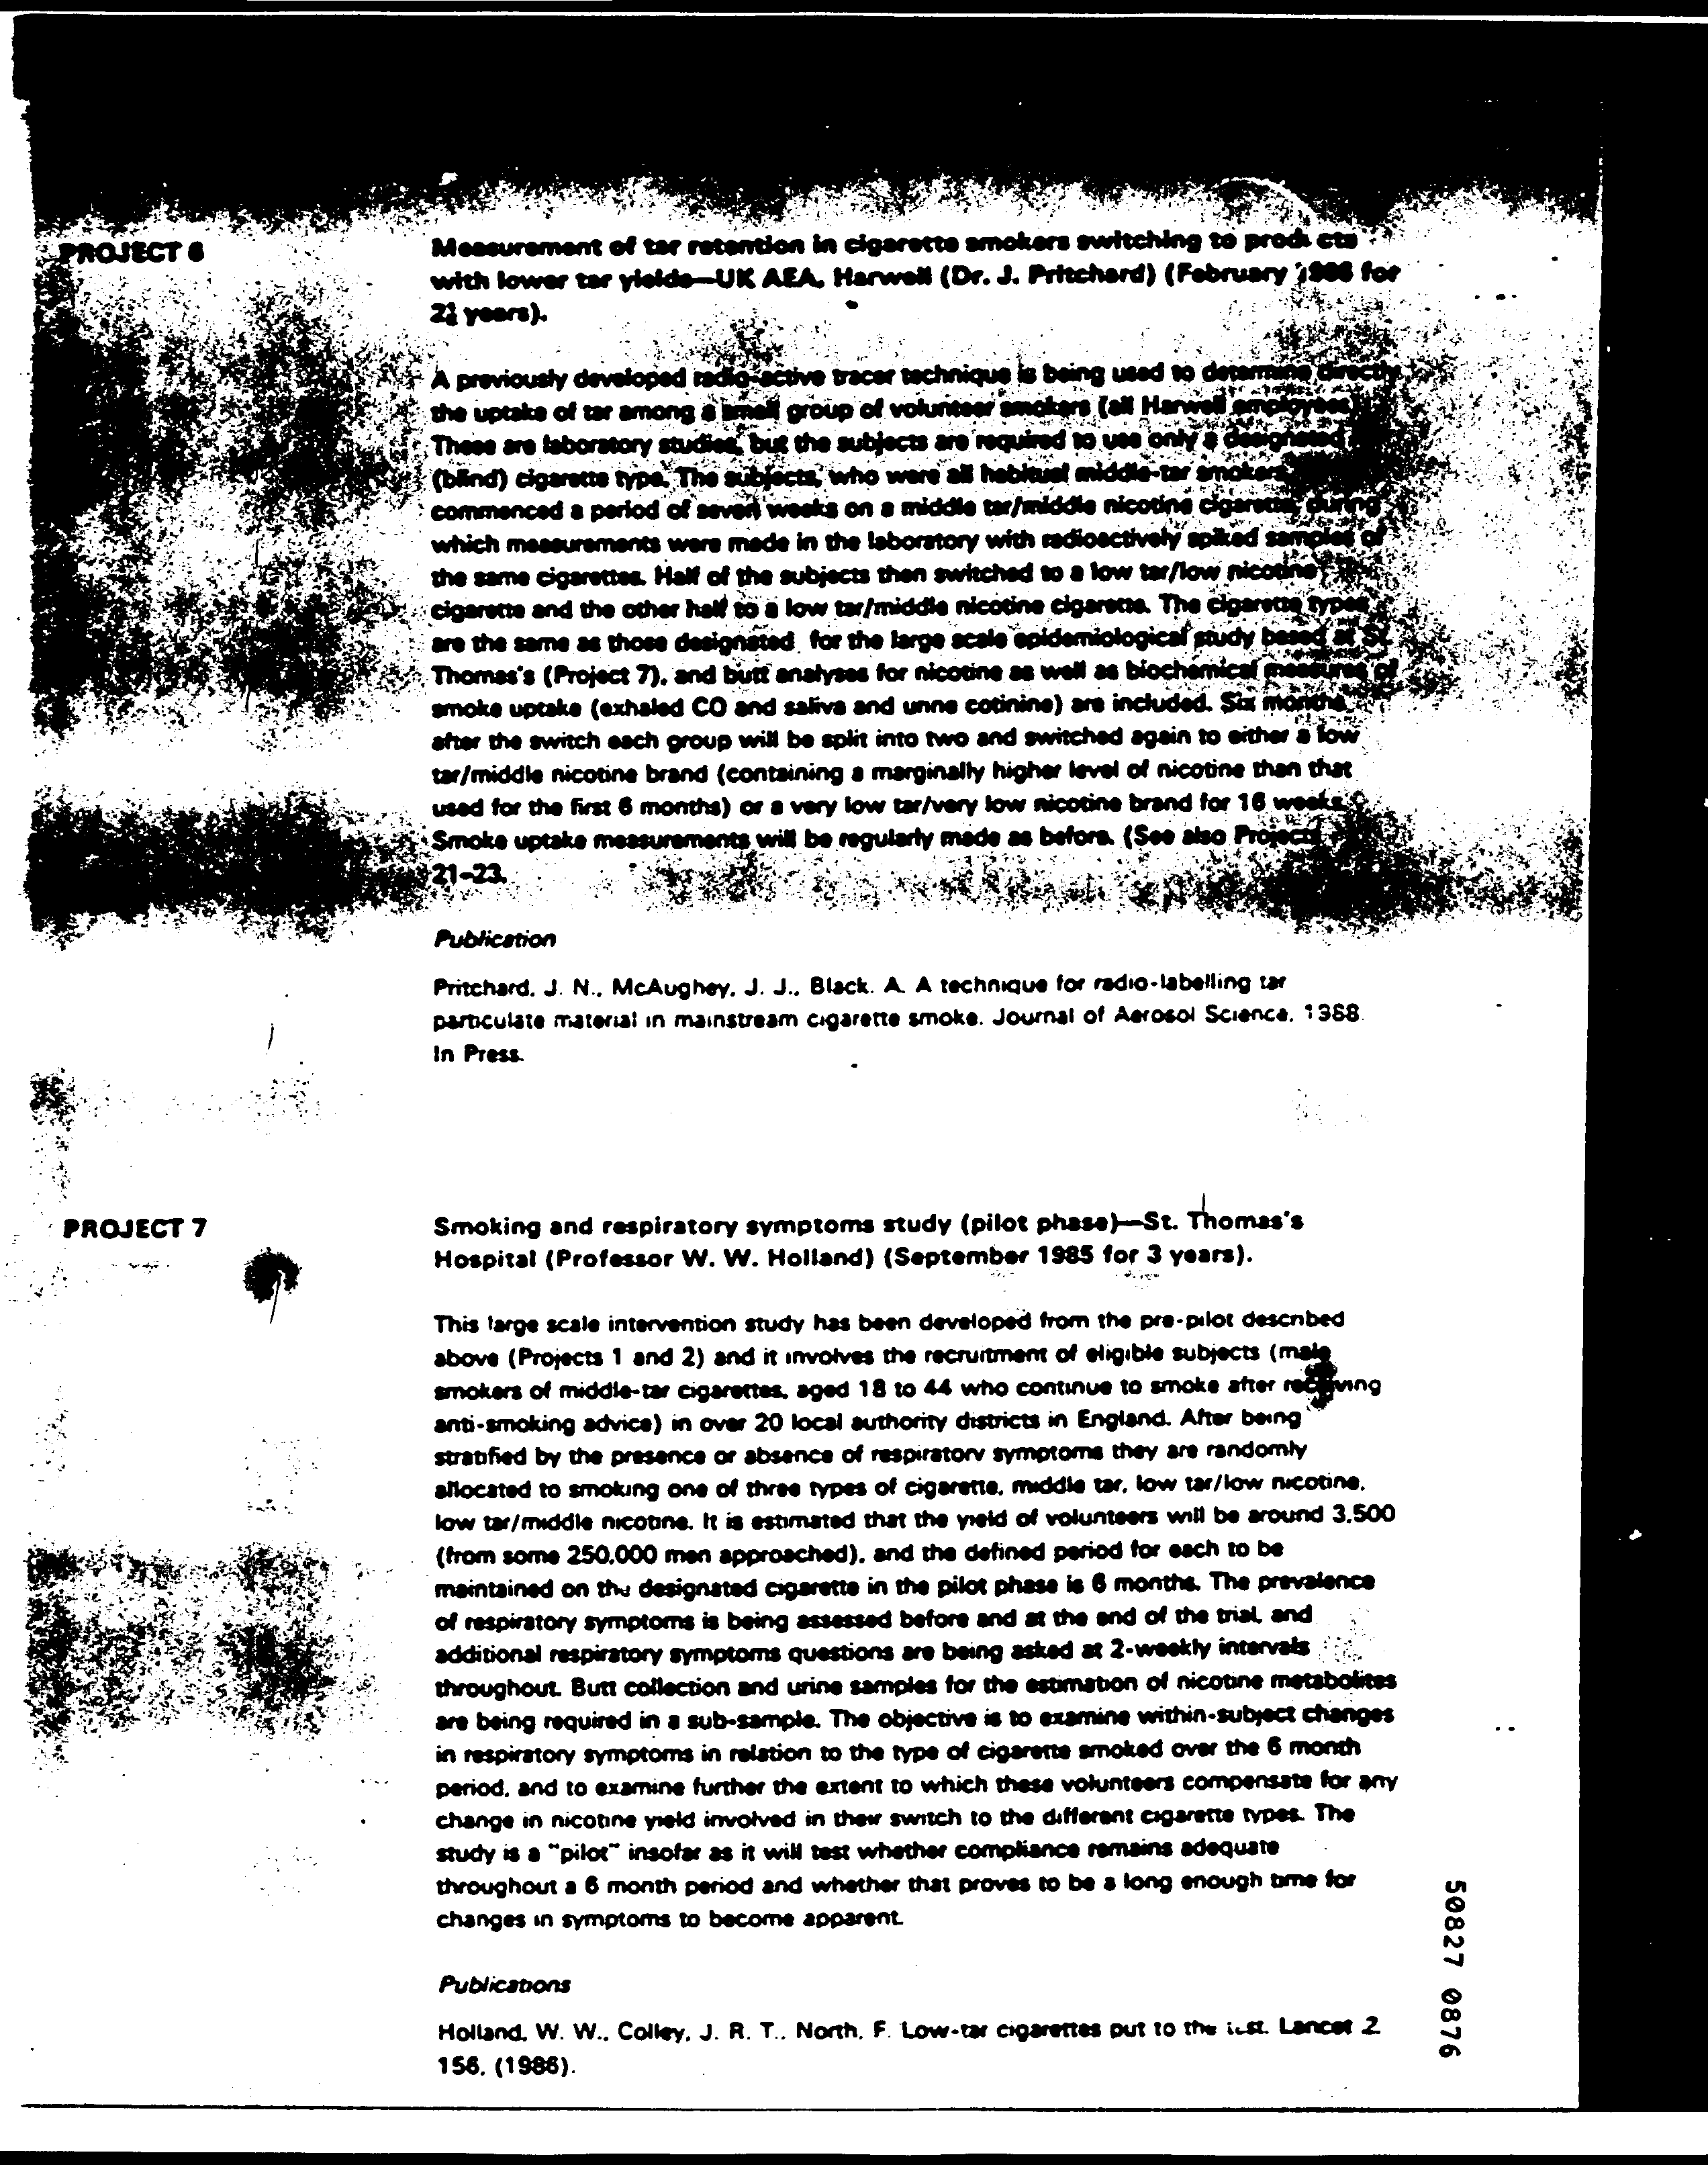 PROJECT 6
Measurement of tar retention in cigarette smokers switching to products
with lower tar yields—UK AEA, Harwell (Dr. J. Pritchard) (February for
years).
A previously developed radio-active tracer technique is being used to determine directly
the uptake of tar among a small group of volunteer smokers (all Harwell employees).
These are laboratory studies, but the subjects are required to use only a designated
(blind) cigarette type. The subjects, who were all habitual middle-tar smokers,
commenced a period of seven weeks on a middle tar/middle nicotine cigarette, during
which measurements were made in the laboratory with radioactively spiked samples of
the same cigarettes. Half of the subjects then switched to a low tar/low nicotine
cigarette and the other half to a low tar/middle nicotine cigarette. The cigarette types
are the same as those designated for the large scale epidemiological study based at St.
Thomas's (Project 7), and butt analyses for nicotine as well as biochemical measures of
smoke uptake (exhaled CO and saliva and urine cotinine) are included. Six months
after the switch each group will be split into two and switched again to either a low
tar/middle nicotine brand (containing a marginally higher level of nicotine than that
used for the first 6 months) or a very low tar/very low nicotine brand for 16 weeks.
Smoke uptake measurements will be regularly made as before. (See also Projects
21–23.
Publication
Pritchard, J. N., McAughey, J. J., Black. A. A technique for radio-labelling tar
particulate material in mainstream cigarette smoke. Journal of Aerosol Science, 1988.
In Press.
PROJECT 7
Smoking and respiratory symptoms study (pilot phase)—St. Thomas's
Hospital (Professor W. W. Holland) (September 1985 for 3 years).
This large scale intervention study has been developed from the pre-pilot described
above (Projects 1 and 2) and it involves the recruitment of eligible subjects (male
smokers of middle-tar cigarettes, aged 18 to 44 who continue to smoke after receiving
anti-smoking advice) in over 20 local authority districts in England. After being
stratified by the presence or absence of respiratory symptoms they are randomly
allocated to smoking one of three types of cigarette, middle tar, low tar/low nicotine,
low tar/middle nicotine. It is estimated that the yield of volunteers will be around 3,500
(from some 250,000 men approached), and the defined period for each to be
maintained on the designated cigarette in the pilot phase is 6 months. The prevalence
of respiratory symptoms is being assessed before and at the end of the trial, and
additional respiratory symptoms questions are being asked at 2-weekly intervals
throughout. Butt collection and urine samples for the estimation of nicotine metabolites
are being required in a sub-sample. The objective is to examine within-subject changes
in respiratory symptoms in relation to the type of cigarette smoked over the 6 month
period, and to examine further the extent to which these volunteers compensate for any
change in nicotine yield involved in their switch to the different cigarette types. The
study is a "pilot" insofar as it will test whether compliance remains adequate
throughout a 6 month period and whether that proves to be a long enough time for
changes in symptoms to become apparent.
Publications
Holland, W. W., Colley, J. R. T., North, F. Low-tar cigarettes put to the test. Lancet 2
156, (1986).
50827 0876